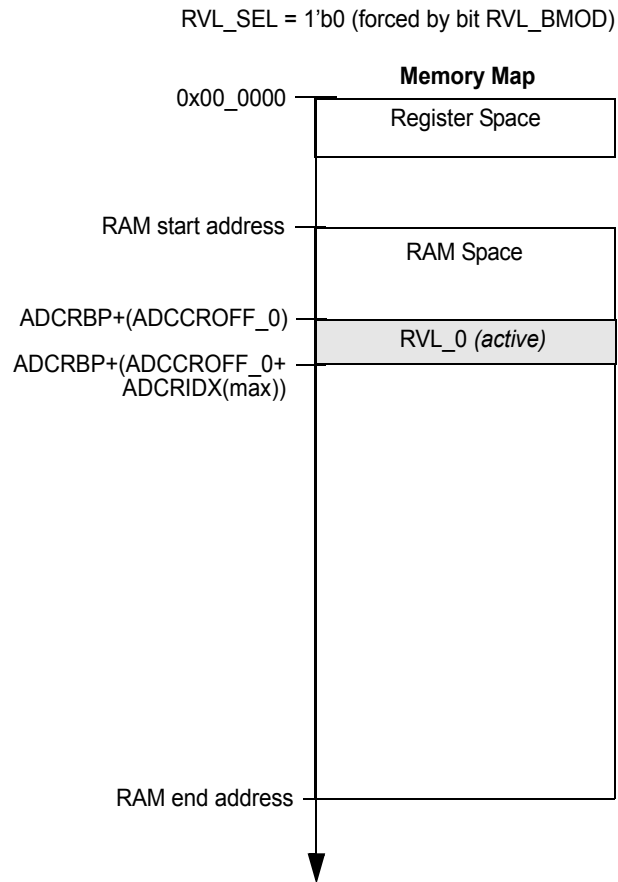 RVL_SEL = 1'b0 (forced by bit RVL_BMOD)
Memory Map
0x00_0000
Register Space
RAM start address
RAM Space
ADCRBP+(ADCCROFF_0)
RVL_0 (active)
ADCRBP+(ADCCROFF_0+
ADCRIDX(max))
RAM end address